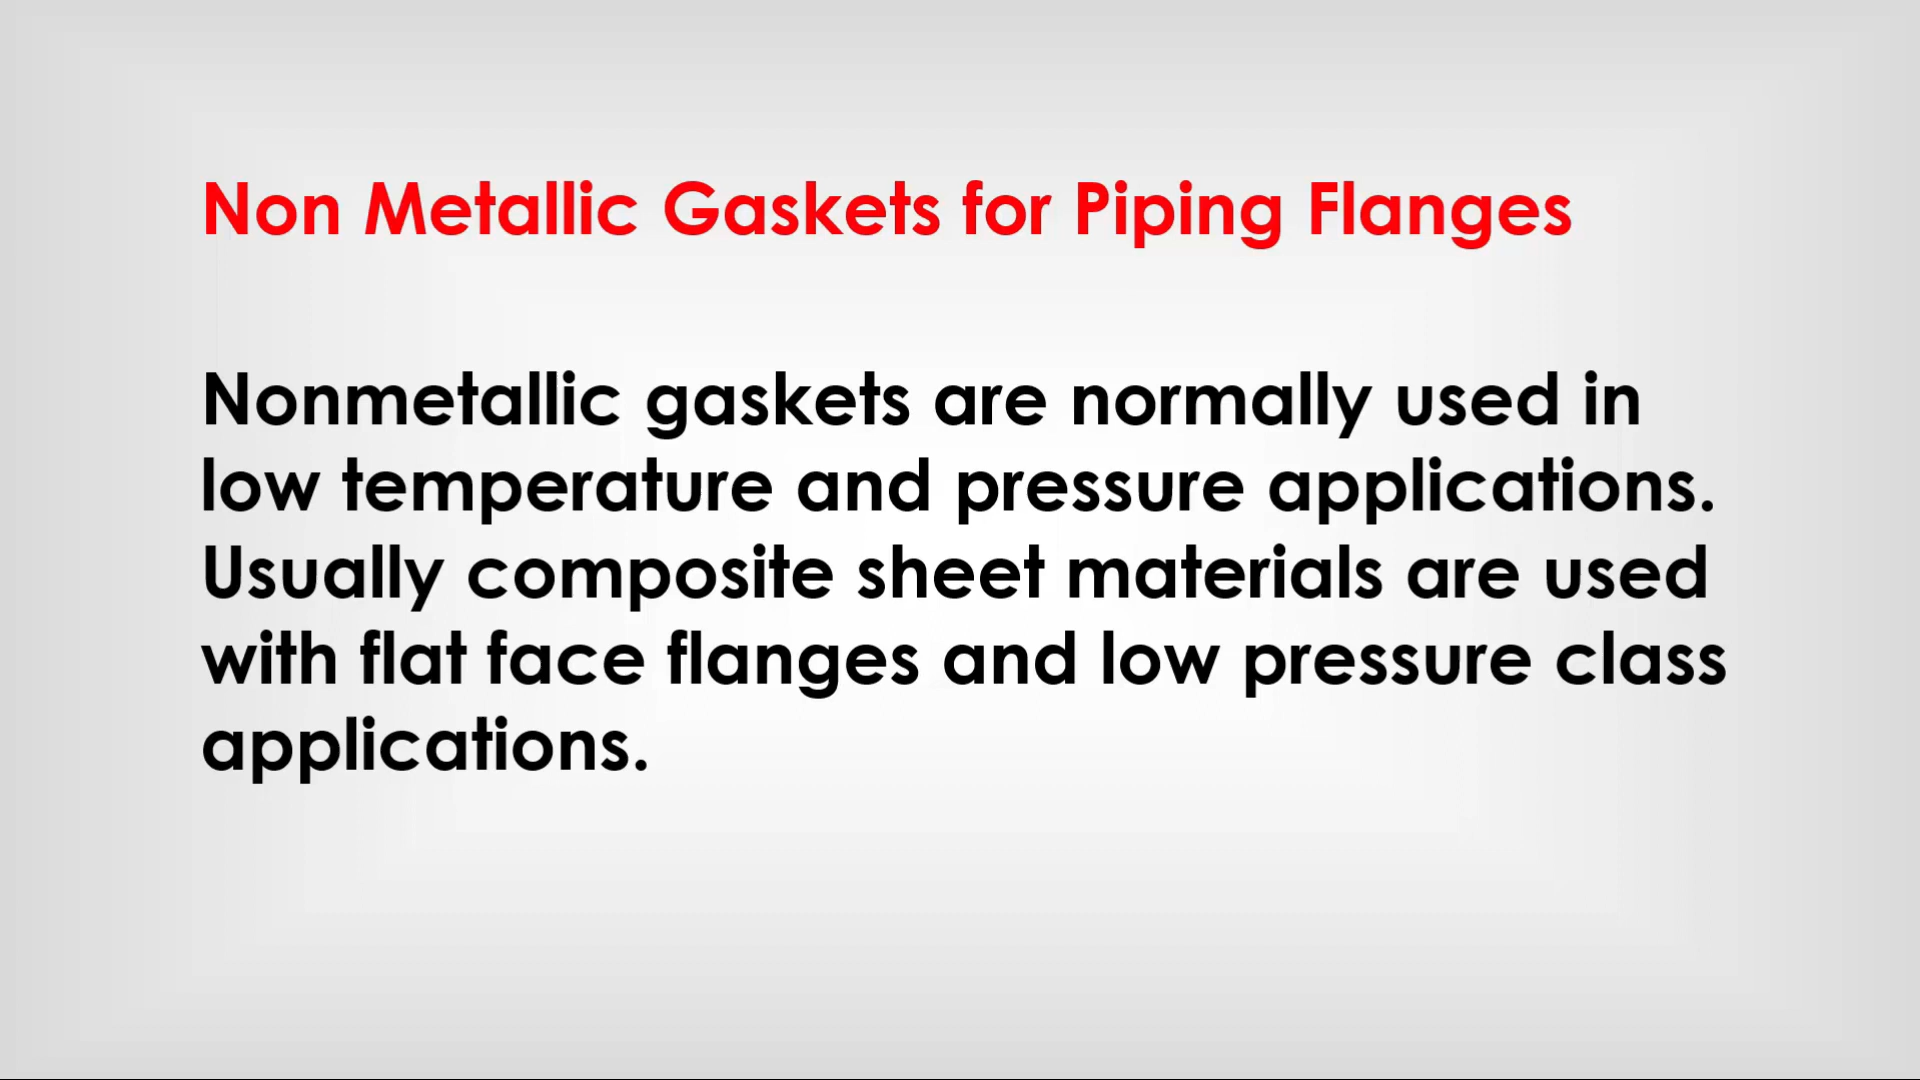 Non Metallic Gaskets for Piping Flanges
Nonmetallic gaskets are normally used in
low temperature and pressure applications.
Usually composite sheet materials are used
with flat face flanges and low pressure class
applications.